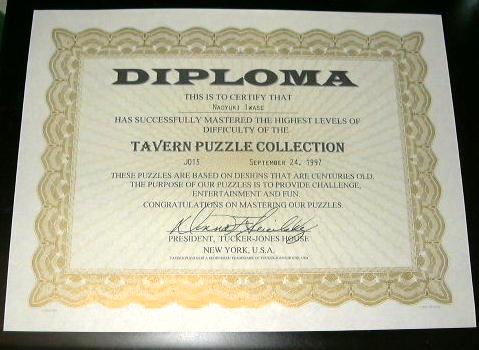 DIPLOMA
THIS IS TO CERTIFY THAT
Naoyuki Iwase
HAS SUCCESSFULLY MASTERED THE HIGHEST LEVELS OF
DIFFICULTY OF THE
TAVERN PUZZLE COLLECTION
J013 SEPTEMBER 24, 1997
THESE PUZZLES ARE BASED ON DESIGNS THAT ARE CENTURIES OLD.
THE PURPOSE OF OUR PUZZLES IS TO PROVIDE CHALLENGE,
ENTERTAINMENT AND FUN.
CONGRATULATIONS ON MASTERING OUR PUZZLES.
PRESIDENT, TUCKER-JONES HOUSE
NEW YORK, U.S.A.